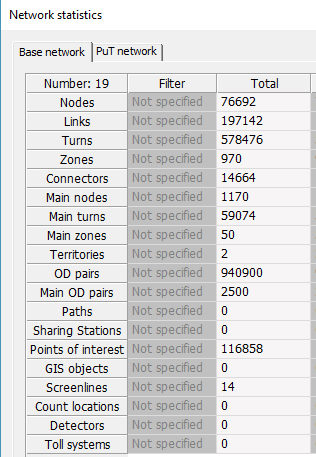 Network statistics
Base network PuT network
Number: 19 Filter Total
Nodes Not specified 76692
Links Not specified 197142
Turns Not specified 578476
Zones Not specified 970
Connectors Not specified 14664
Main nodes Not specified 1170
Main turns Not specified 59074
Main zones Not specified 50
Territories Not specified 2
OD pairs Not specified 940900
Main OD pairs Not specified 2500
Paths Not specified 0
Sharing Stations Not specified 0
Points of interest Not specified 116858
GIS objects Not specified 0
Screenlines Not specified 14
Count locations Not specified 0
Detectors Not specified 0
Toll systems Not specified 0